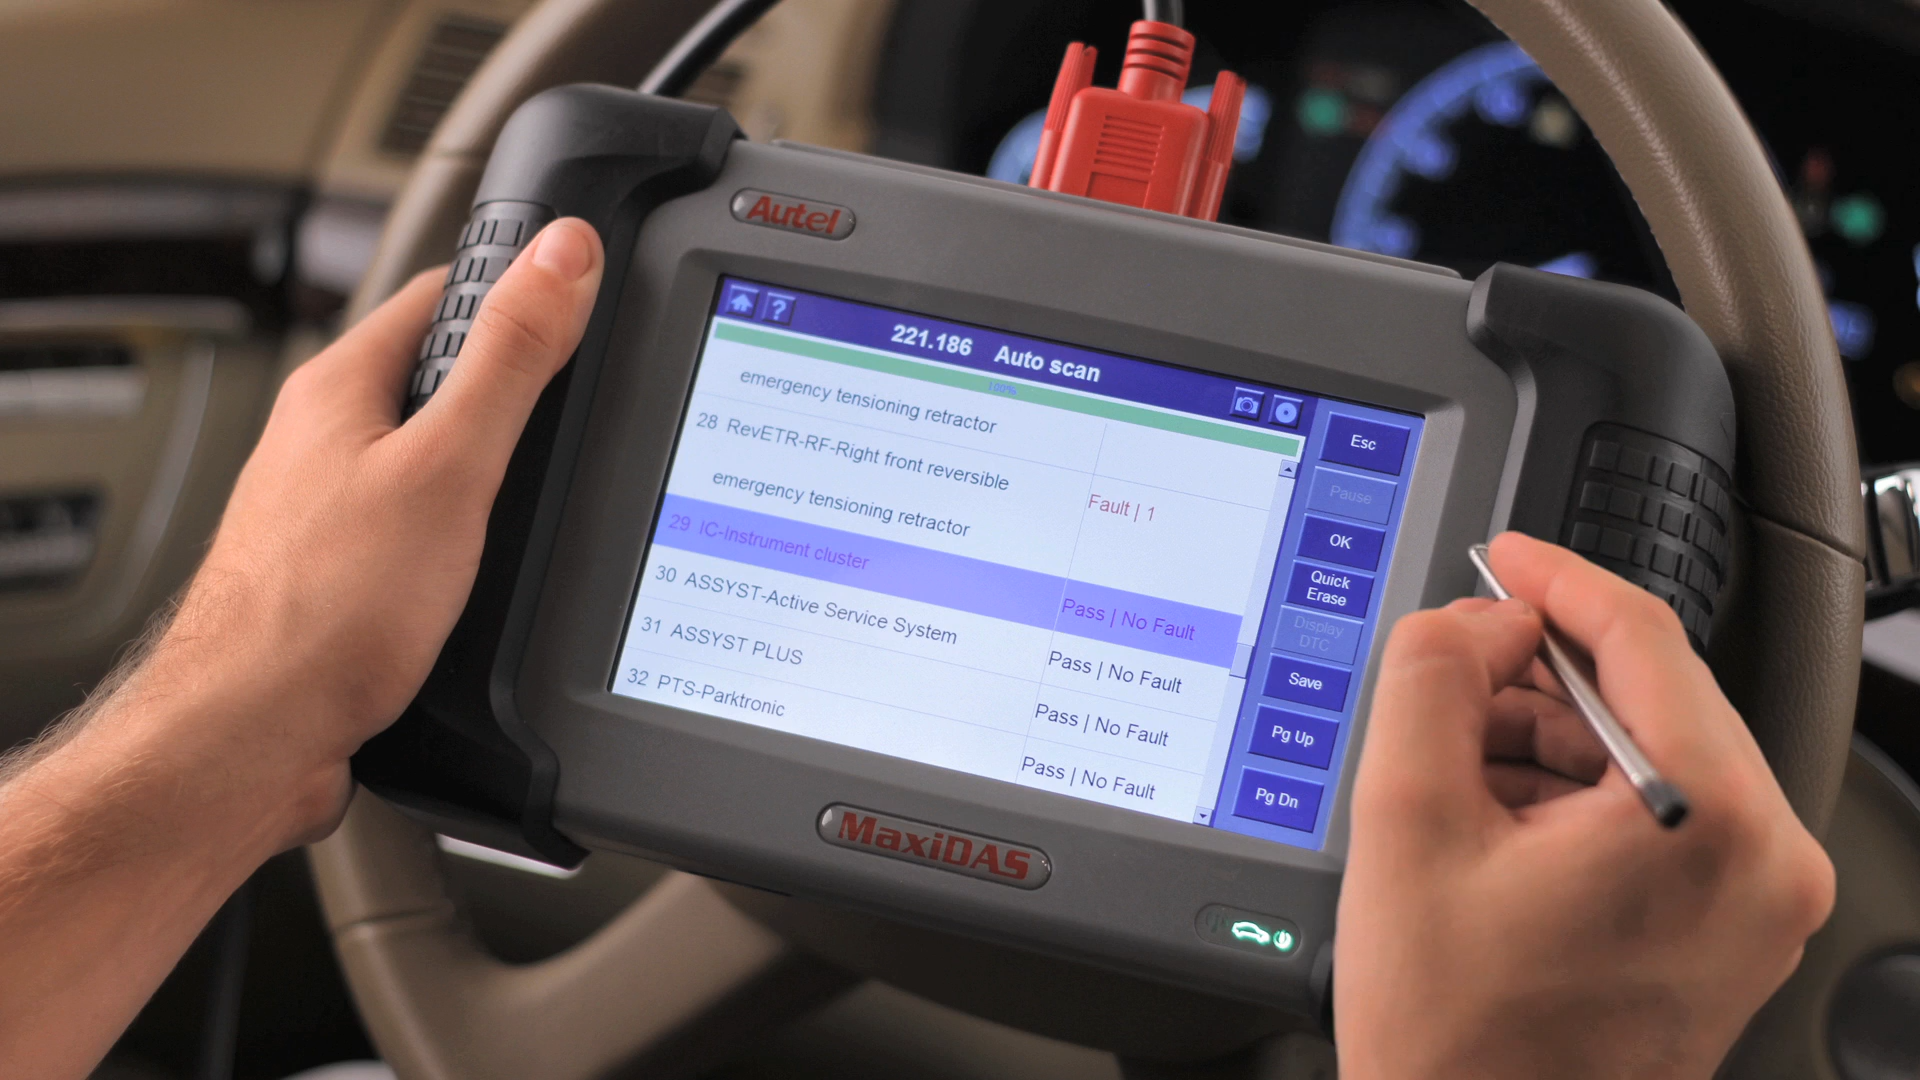 Autel
221.186 Auto scan
100%
emergency tensioning retractor
28 RevETR-RF-Right front reversible
emergency tensioning retractor
Fault | 1
29 IC-Instrument cluster
Pass | No Fault
30 ASSYST-Active Service System
Pass | No Fault
31 ASSYST PLUS
Pass | No Fault
32 PTS-Parktronic
Pass | No Fault
Esc
Pause
OK
Quick
Erase
Display
DTC
Save
Pg Up
Pg Dn
MaxiDAS